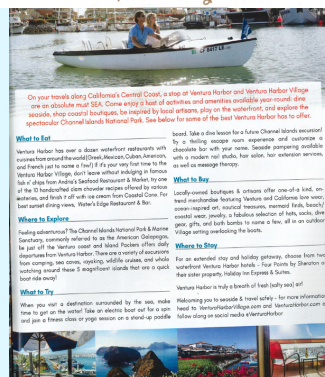 CF 8417 LR
On your travels along California's Central Coast, a stop at Ventura Harbor and Ventura Harbor Village
are an absolute must SEA. Come enjoy a host of activities and amenities available year-round: dine
seaside, shop coastal boutiques, be inspired by local artisans, play on the waterfront, and explore the
spectacular Channel Islands National Park. See below for some of the best Ventura Harbor has to offer.
What to Eat
Ventura Harbor has over a dozen waterfront restaurants with
cuisines from around the world (Greek, Mexican, Cuban, American,
and French just to name a few!) If it's your very first time to the
Ventura Harbor Village, don't leave without indulging in famous
fish n' chips from Andria's Seafood Restaurant & Market, try one
of the 10 handcrafted clam chowder recipes offered by various
eateries, and finish it off with ice cream from Coastal Cone. For
best sunset dining views, Water's Edge Restaurant & Bar.
Where to Explore
Feeling adventurous? The Channel Islands National Park & Marine
Sanctuary, commonly referred to as the American Galapagos,
lie just off the Ventura coast and Island Packers offers daily
departures from Ventura Harbor. There are a variety of excursions
from camping, sea caves, kayaking, wildlife cruises, and whale
watching around these 5 magnificent islands that are a quick
boat ride away!
What to Try
When you visit a destination surrounded by the sea, make
time to get on the water! Take an electric boat out for a spin
and join a fitness class or yoga session on a stand-up paddle
board. Take a dive lesson for a future Channel Islands excursion!
Try a thrilling escape room experience and customize a
chocolate bar with your name. Seaside pampering available
with a modern nail studio, hair salon, hair extension services,
as well as massage therapy.
What to Buy
Locally-owned boutiques & artisans offer one-of-a-kind, on-
trend merchandise featuring Ventura and California love wear,
ocean-inspired art, nautical treasures, mermaid finds, beach/
coastal wear, jewelry, a fabulous selection of hats, socks, dive
gear, gifts, and bath bombs to name a few, all in an outdoor
Village setting overlooking the boats.
Where to Stay
For an extended stay and holiday getaway, choose from two
waterfront Ventura Harbor hotels - Four Points by Sheraton or
their sister property, Holiday Inn Express & Suites.
Ventura Harbor is truly a breath of fresh (salty sea) air!
Welcoming you to seaside & travel safely - for more information
head to VenturaHarborVillage.com and VenturaHarbor.com &
follow along on social media #VenturaHarbor